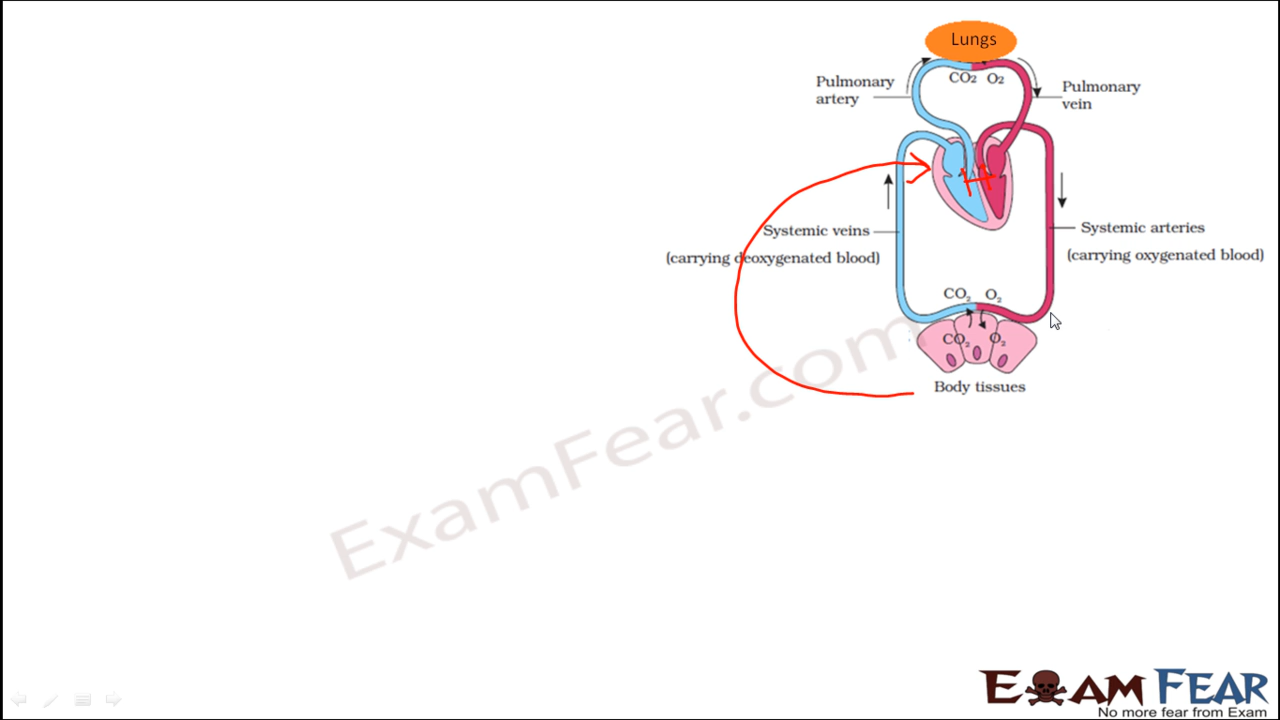 Lungs
CO2 O2
Pulmonary
artery
Pulmonary
vein
Systemic veins
(carrying deoxygenated blood)
Systemic arteries
(carrying oxygenated blood)
CO₂ O₂
CO₂ O₂
Body tissues
H
ExamFear.com
EXAM FEAR
No more fear from Exam